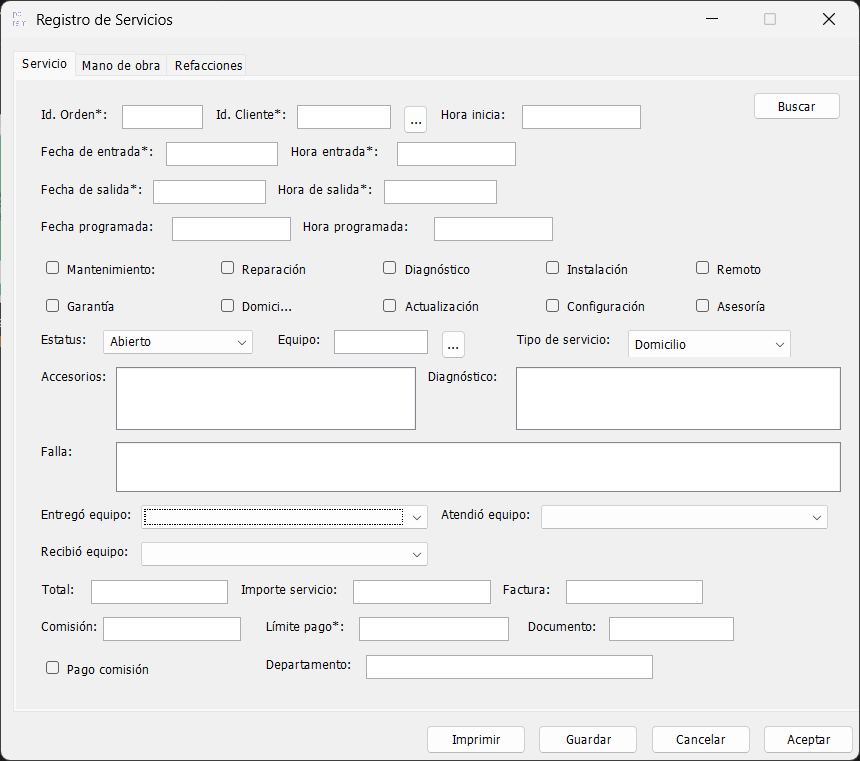 Registro de Servicios
Servicio Mano de obra Refacciones
Id. Orden*: Id. Cliente*: ... Hora inicia: Buscar
Fecha de entrada*: Hora entrada*:
Fecha de salida*: Hora de salida*:
Fecha programada: Hora programada:
Mantenimiento: Reparación Diagnóstico Instalación Remoto
Garantía Domici... Actualización Configuración Asesoría
Estatus: Abierto Equipo: ... Tipo de servicio: Domicilio
Accesorios: Diagnóstico:
Falla:
Entregó equipo: Atendió equipo:
Recibió equipo:
Total: Importe servicio: Factura:
Comisión: Límite pago*: Documento:
Pago comisión Departamento:
Imprimir Guardar Cancelar Aceptar